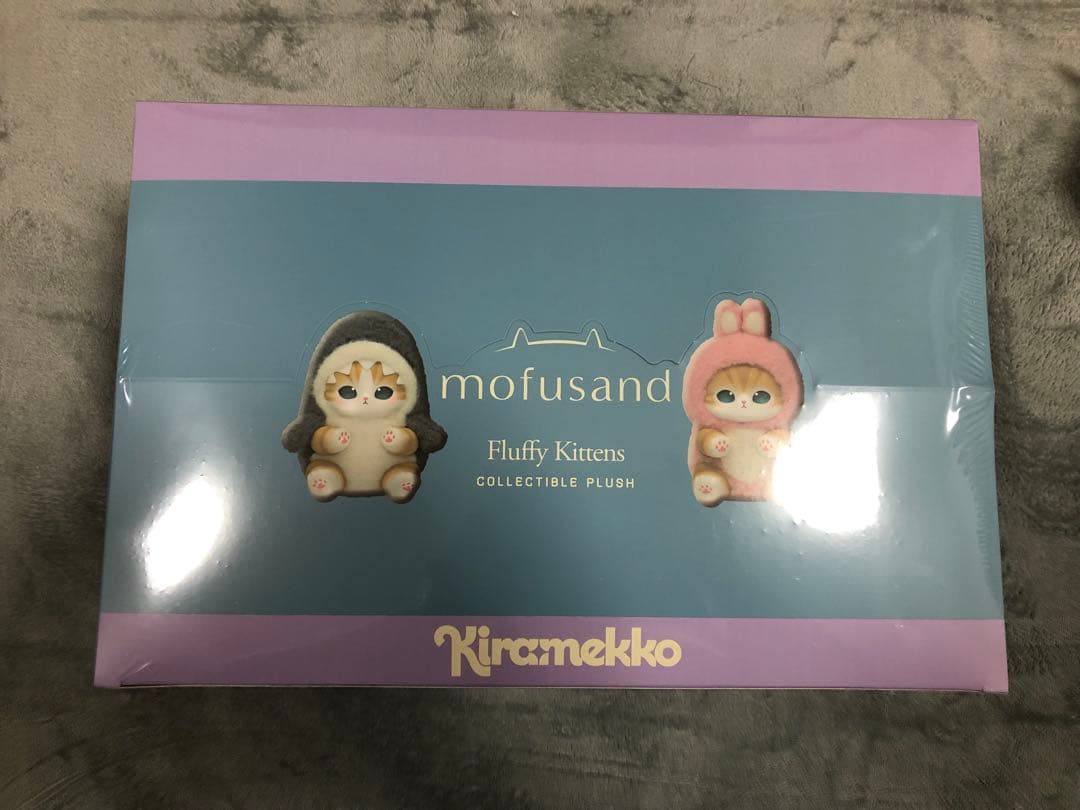 mofusand
Fluffy Kittens
COLLECTIBLE PLUSH
Kiramekko